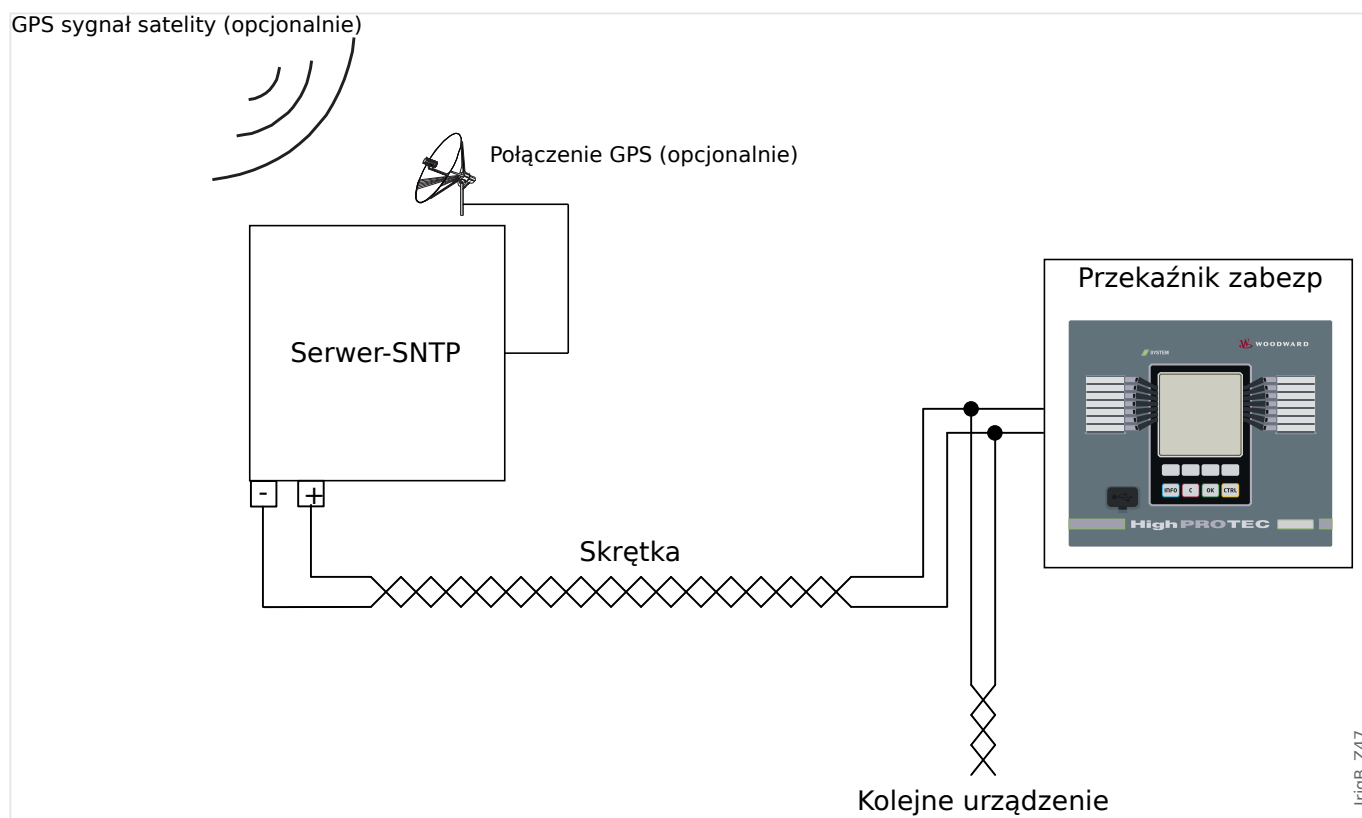 GPS sygnał satelity (opcjonalnie)
Połączenie GPS (opcjonalnie)
Serwer-SNTP
-
+
Przekaźnik zabezp
SYSTEM
WOODWARD
INFO C OK CTRL
HighPROTEC
Skrętka
Kolejne urządzenie
IrigB_Z47